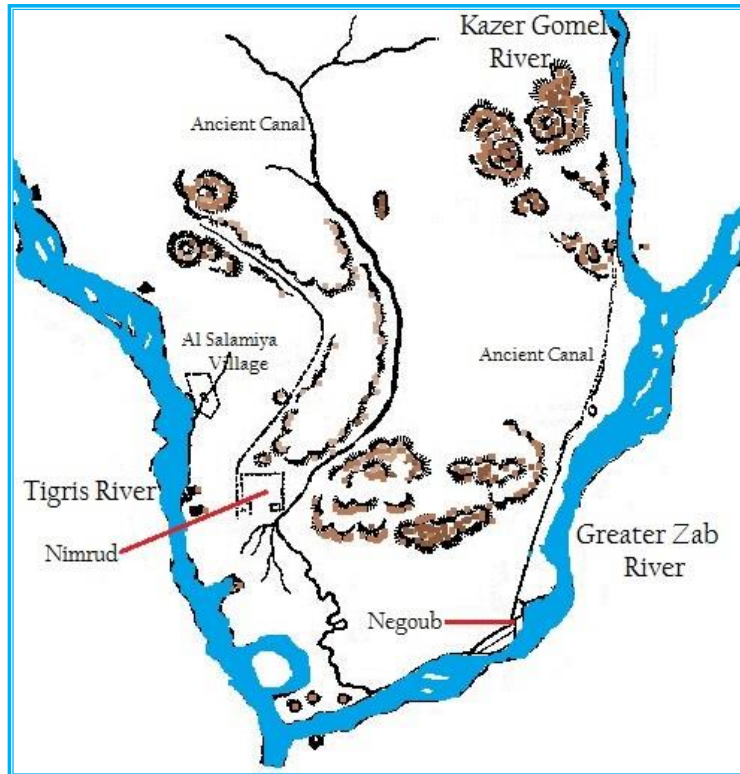 Kazer Gomel
River
Ancient Canal
Al Salamiya
Village
Ancient Canal
Tigris River
Nimrud
Greater Zab
River
Negoub